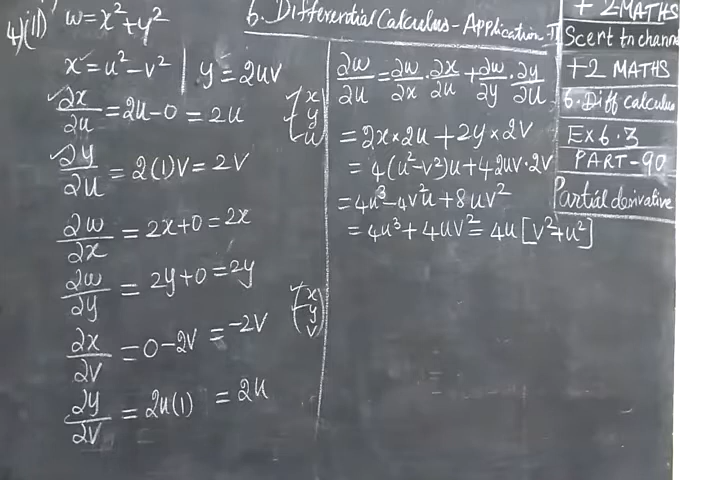 6. Differential Calculus - Application - II
4)(ii) w = x² + y²
x = u² - v² | y = 2uv
∂x/∂u = 2u - 0 = 2u
∂y/∂u = 2(1)v = 2v
∂w/∂x = 2x + 0 = 2x
∂w/∂y = 2y + 0 = 2y
∂x/∂v = 0 - 2v = -2v
∂y/∂v = 2u(1) = 2u
x
y
u
x
y
v
∂w/∂u = ∂w/∂x · ∂x/∂u + ∂w/∂y · ∂y/∂u
= 2x × 2u + 2y × 2v
= 4(u² - v²)u + 4 2uv · 2v
= 4u³ - 4v²u + 8uv²
= 4u³ + 4uv² = 4u[v² + u²]
+2 MATHS
Scert tn channe
+2 MATHS
6. Diff calculus
Ex 6.3
PART - 90
Partial derivative